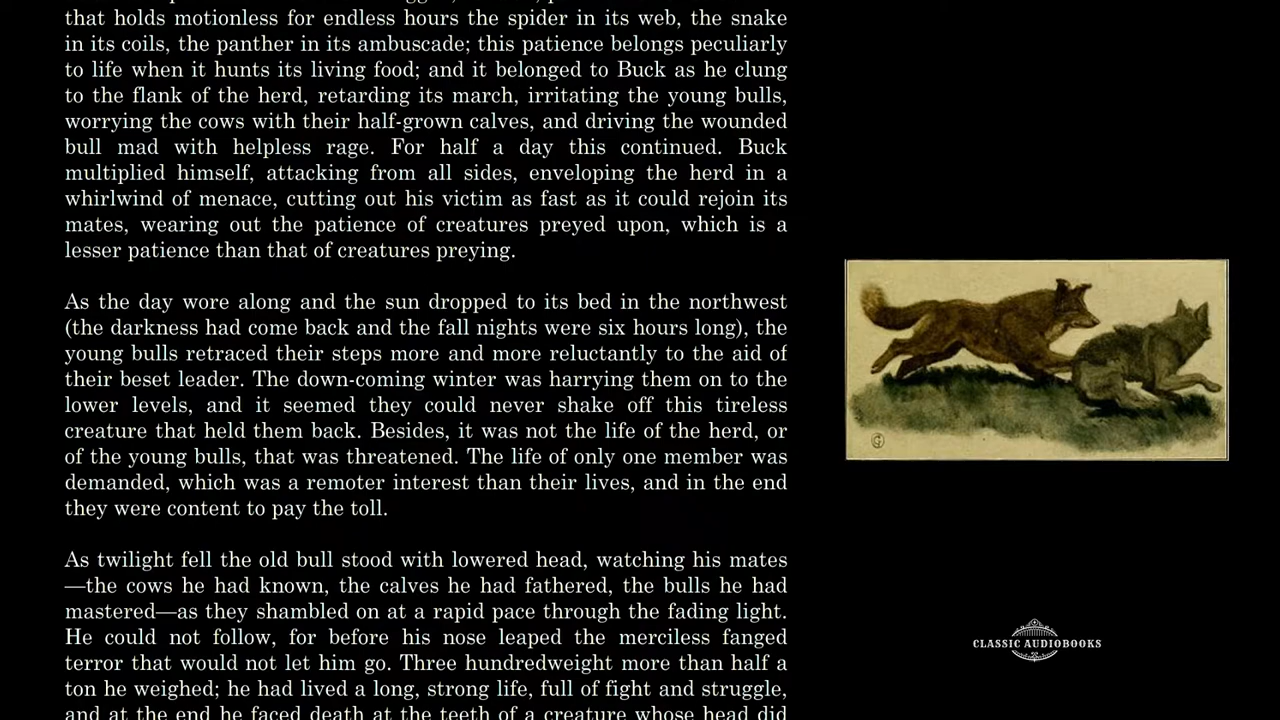 that holds motionless for endless hours the spider in its web, the snake
in its coils, the panther in its ambuscade; this patience belongs peculiarly
to life when it hunts its living food; and it belonged to Buck as he clung
to the flank of the herd, retarding its march, irritating the young bulls,
worrying the cows with their half-grown calves, and driving the wounded
bull mad with helpless rage. For half a day this continued. Buck
multiplied himself, attacking from all sides, enveloping the herd in a
whirlwind of menace, cutting out his victim as fast as it could rejoin its
mates, wearing out the patience of creatures preyed upon, which is a
lesser patience than that of creatures preying.
As the day wore along and the sun dropped to its bed in the northwest
(the darkness had come back and the fall nights were six hours long), the
young bulls retraced their steps more and more reluctantly to the aid of
their beset leader. The down-coming winter was harrying them on to the
lower levels, and it seemed they could never shake off this tireless
creature that held them back. Besides, it was not the life of the herd, or
of the young bulls, that was threatened. The life of only one member was
demanded, which was a remoter interest than their lives, and in the end
they were content to pay the toll.
As twilight fell the old bull stood with lowered head, watching his mates
—the cows he had known, the calves he had fathered, the bulls he had
mastered—as they shambled on at a rapid pace through the fading light.
He could not follow, for before his nose leaped the merciless fanged
terror that would not let him go. Three hundredweight more than half a
ton he weighed; he had lived a long, strong life, full of fight and struggle,
and at the end he faced death at the teeth of a creature whose head did
CLASSIC AUDIOBOOKS